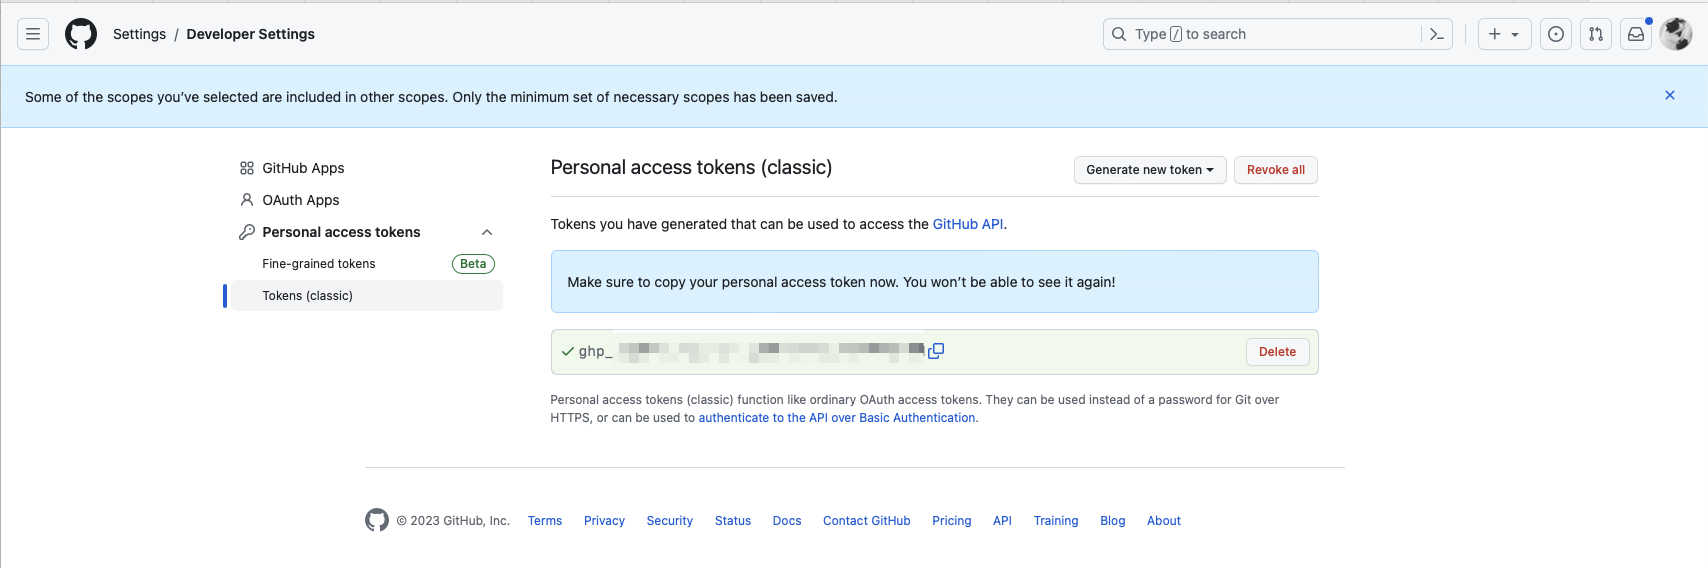 Settings / Developer Settings
Type / to search
Some of the scopes you’ve selected are included in other scopes. Only the minimum set of necessary scopes has been saved.
GitHub Apps
OAuth Apps
Personal access tokens
Fine-grained tokens Beta
Tokens (classic)
Personal access tokens (classic)
Generate new token
Revoke all
Tokens you have generated that can be used to access the GitHub API.
Make sure to copy your personal access token now. You won’t be able to see it again!
ghp_
Delete
Personal access tokens (classic) function like ordinary OAuth access tokens. They can be used instead of a password for Git over
HTTPS, or can be used to authenticate to the API over Basic Authentication.
© 2023 GitHub, Inc. Terms Privacy Security Status Docs Contact GitHub Pricing API Training Blog About